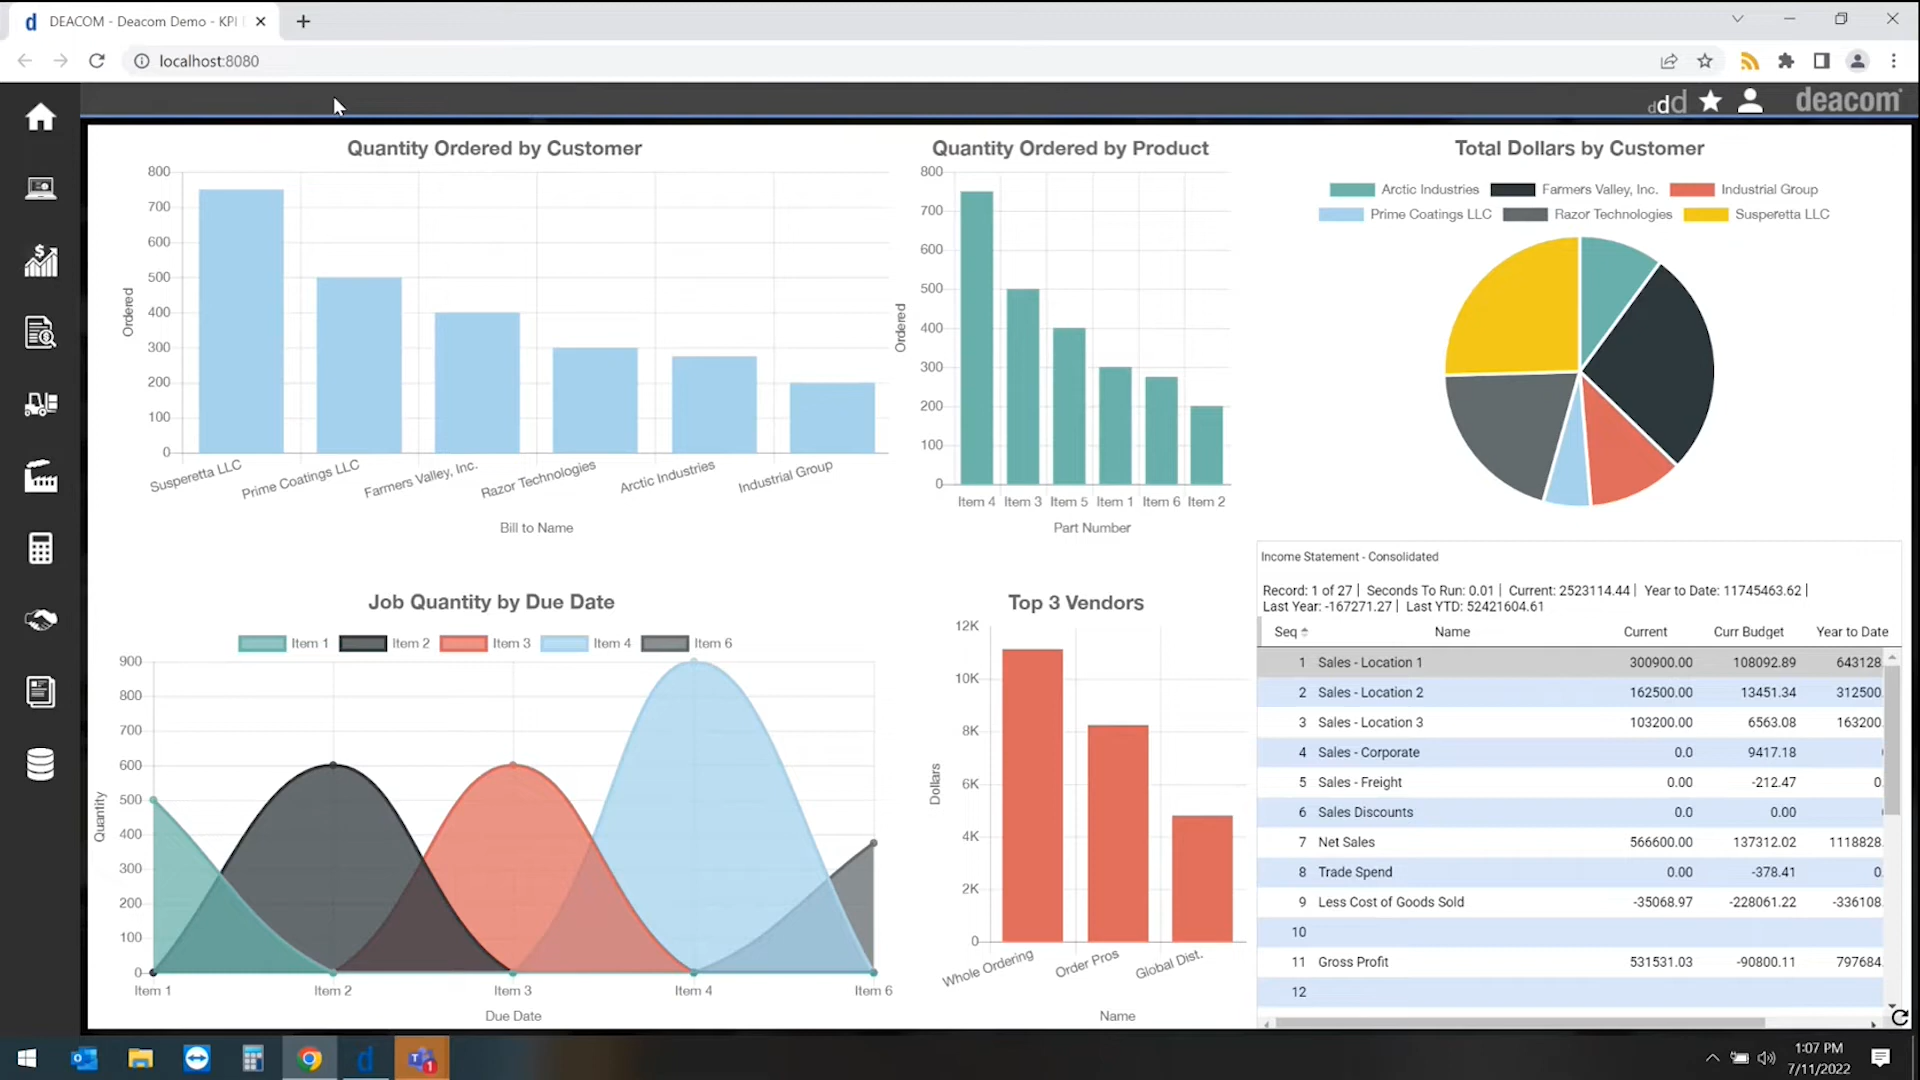 DEACOM - Deacom Demo - KPI
localhost:8080
ddd
deacom
Quantity Ordered by Customer
800
700
600
500
400
300
200
100
0
Ordered
Susperetta LLC
Prime Coatings LLC
Farmers Valley, Inc.
Razor Technologies
Arctic Industries
Industrial Group
Bill to Name
Quantity Ordered by Product
800
700
600
500
400
300
200
100
0
Ordered
Item 4 Item 3 Item 5 Item 1 Item 6 Item 2
Part Number
Total Dollars by Customer
Arctic Industries Farmers Valley, Inc. Industrial Group
Prime Coatings LLC Razor Technologies Susperetta LLC
Job Quantity by Due Date
Item 1 Item 2 Item 3 Item 4 Item 6
900
800
700
600
500
400
300
200
100
0
Quantity
Item 1 Item 2 Item 3 Item 4 Item 6
Due Date
Top 3 Vendors
12K
10K
8K
6K
4K
2K
0
Dollars
Whole Ordering
Order Pros
Global Dist.
Name
Income Statement - Consolidated
Record: 1 of 27 | Seconds To Run: 0.01 | Current: 2523114.44 | Year to Date: 11745463.62 |
Last Year: -167271.27 | Last YTD: 52421604.61
Seq Name Current Curr Budget Year to Date
1 Sales - Location 1 300900.00 108092.89 643128
2 Sales - Location 2 162500.00 13451.34 312500.
3 Sales - Location 3 103200.00 6563.08 163200.
4 Sales - Corporate 0.0 9417.18
5 Sales - Freight 0.00 -212.47 0.
6 Sales Discounts 0.0 0.00
7 Net Sales 566600.00 137312.02 1118828.
8 Trade Spend 0.00 -378.41 0.
9 Less Cost of Goods Sold -35068.97 -228061.22 -336108.
10
11 Gross Profit 531531.03 -90800.11 797684.
12
1
1:07 PM
7/11/2022